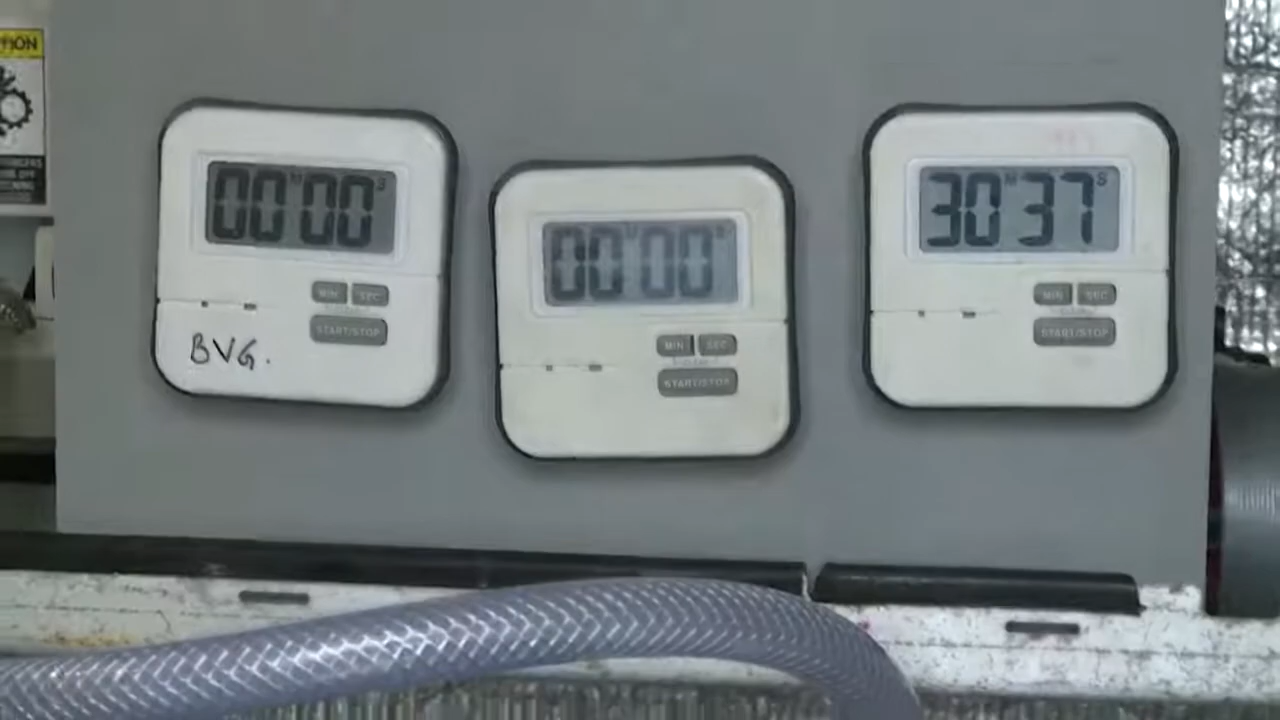 00 M 00 S
MIN SEC
START/STOP
BVG.
00 M 00 S
MIN SEC
START/STOP
30 M 37 S
MIN SEC
START/STOP